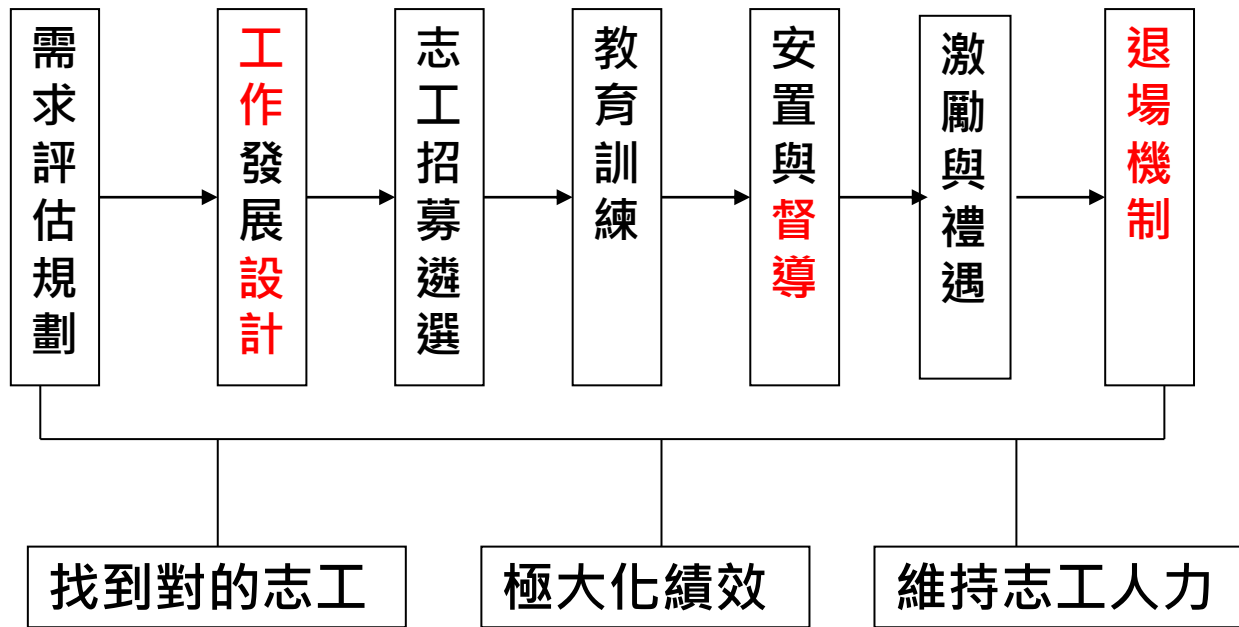 需求評估規劃
工作發展設計
志工招募遴選
教育訓練
安置與督導
激勵與禮遇
退場機制
找到對的志工
極大化績效
維持志工人力